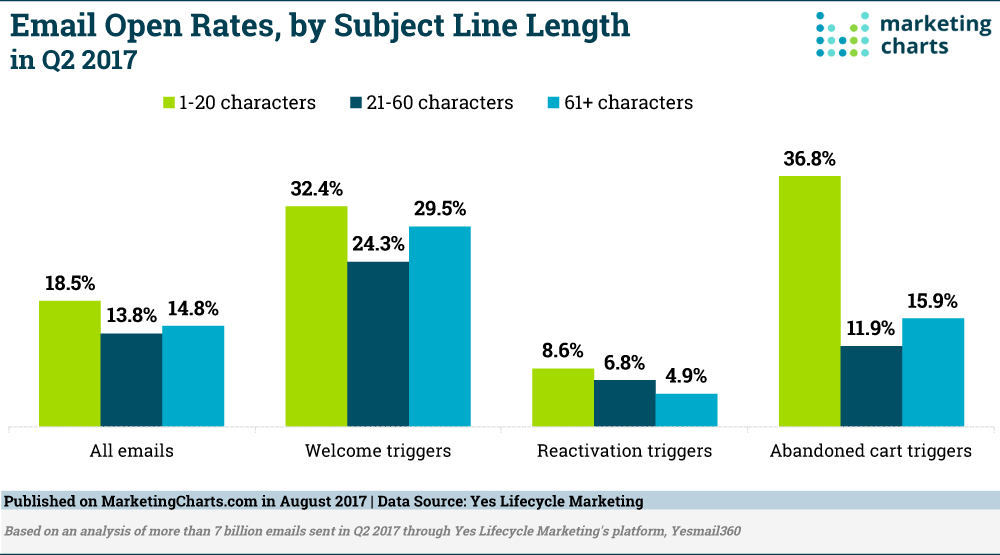 Email Open Rates, by Subject Line Length
in Q2 2017
marketing
charts
1-20 characters
21-60 characters
61+ characters
18.5%
13.8%
14.8%
32.4%
24.3%
29.5%
8.6%
6.8%
4.9%
36.8%
11.9%
15.9%
All emails
Welcome triggers
Reactivation triggers
Abandoned cart triggers
Published on MarketingCharts.com in August 2017 | Data Source: Yes Lifecycle Marketing
Based on an analysis of more than 7 billion emails sent in Q2 2017 through Yes Lifecycle Marketing's platform, Yesmail360